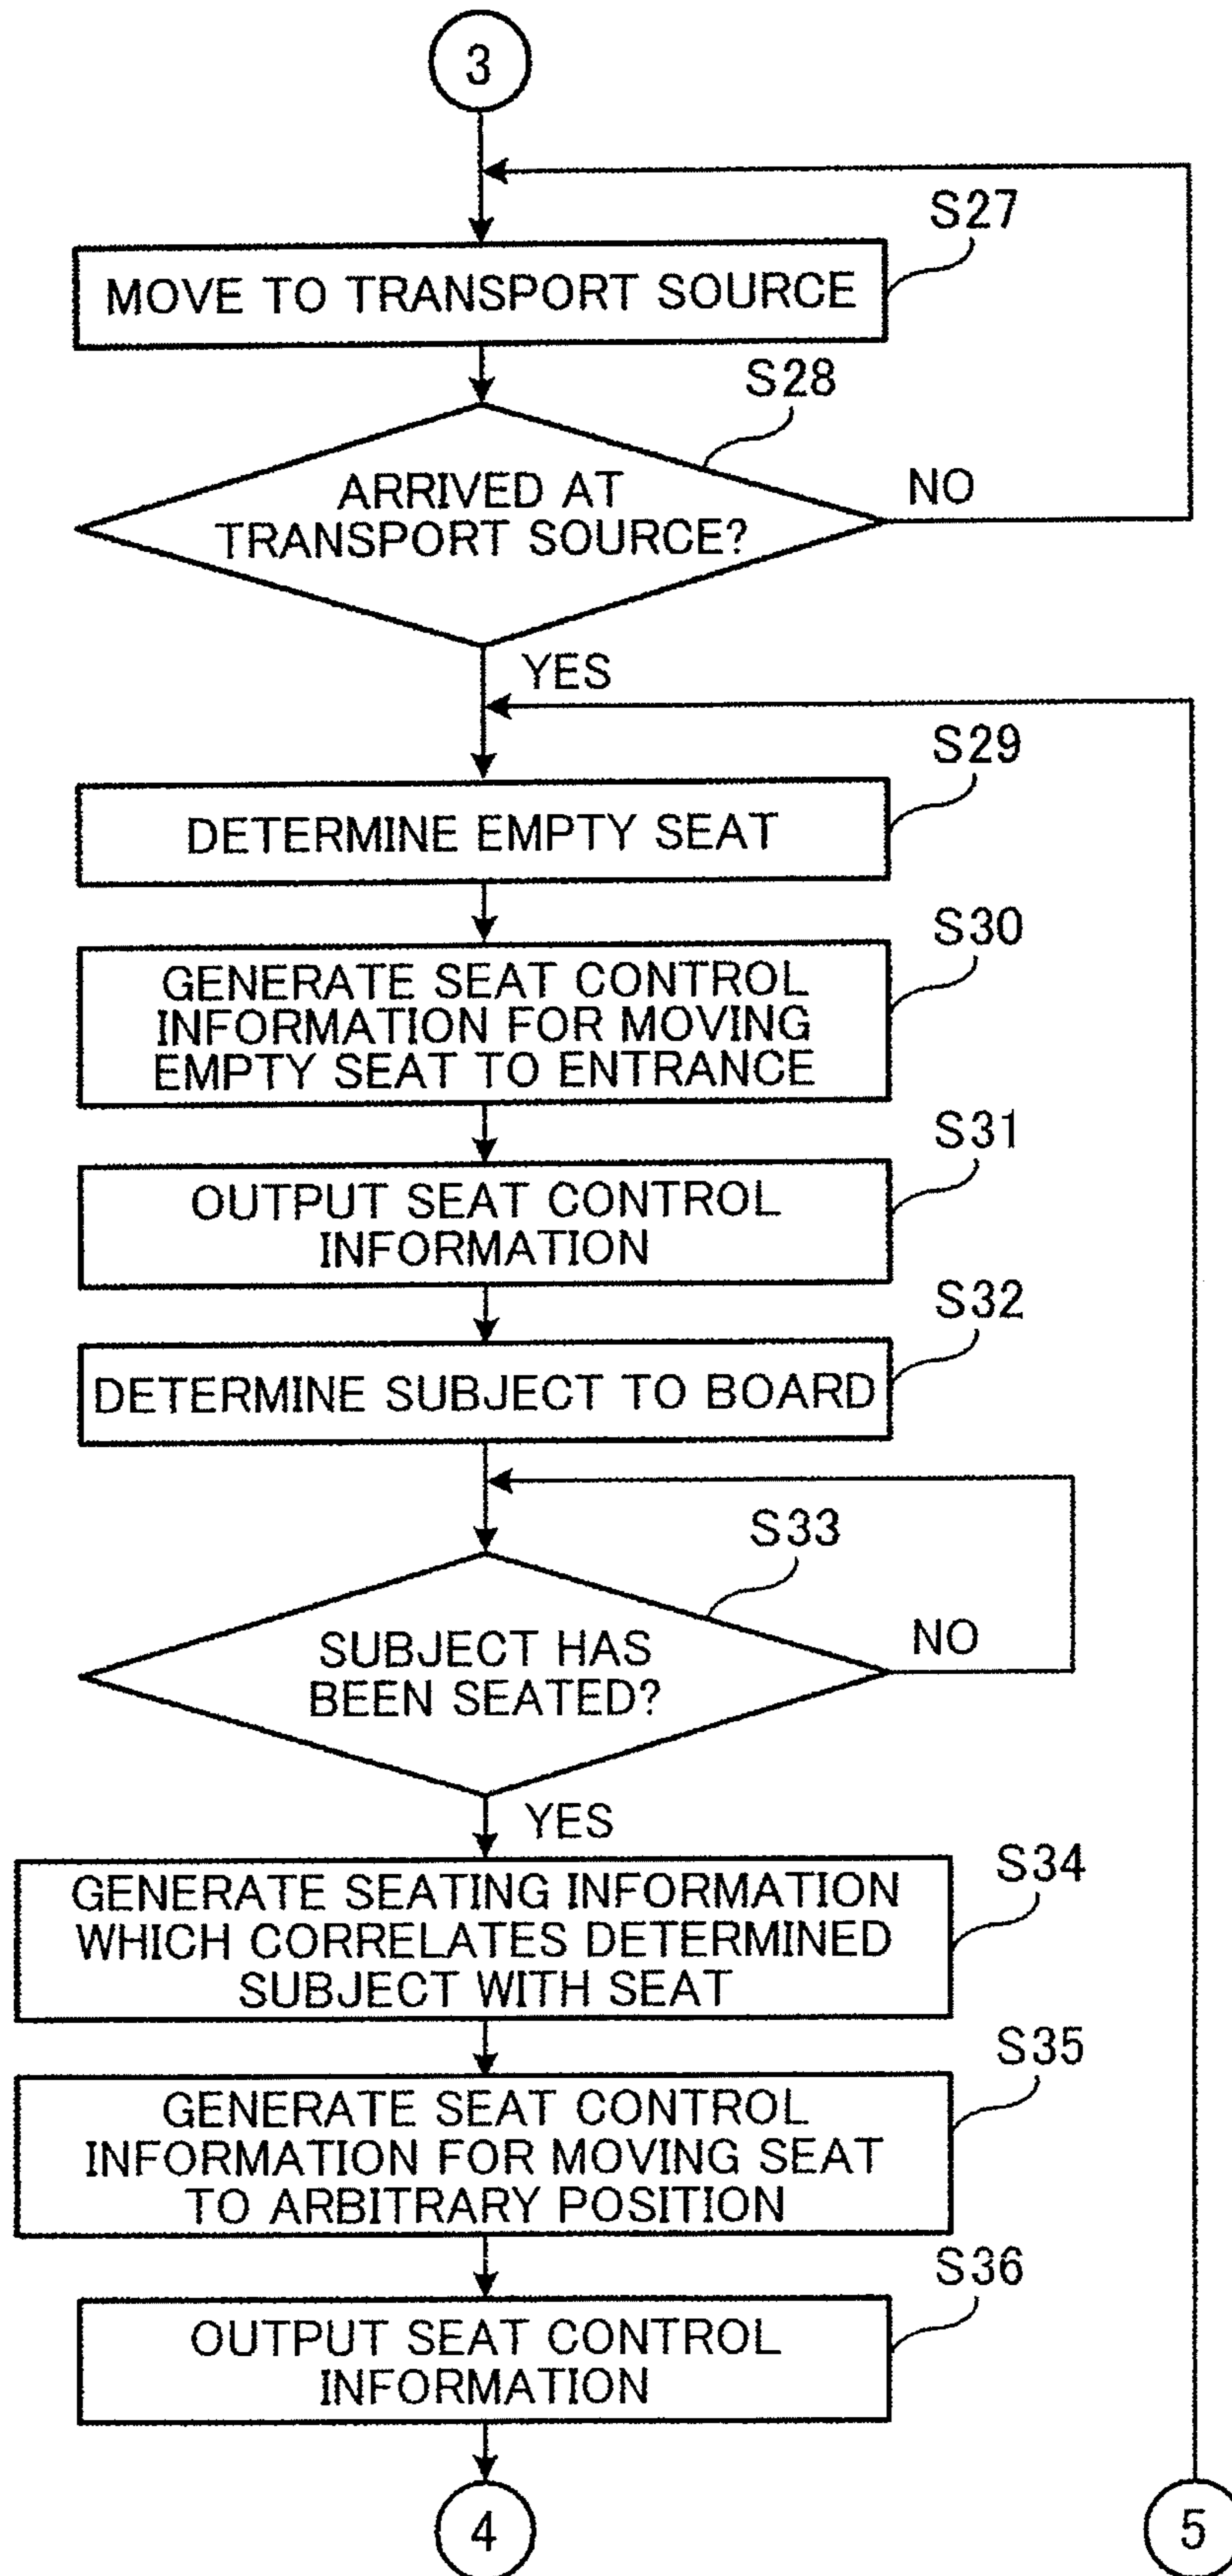 3
S27
MOVE TO TRANSPORT SOURCE
S28
ARRIVED AT
TRANSPORT SOURCE?
NO
YES
S29
DETERMINE EMPTY SEAT
S30
GENERATE SEAT CONTROL
INFORMATION FOR MOVING
EMPTY SEAT TO ENTRANCE
S31
OUTPUT SEAT CONTROL
INFORMATION
S32
DETERMINE SUBJECT TO BOARD
S33
SUBJECT HAS
BEEN SEATED?
NO
YES
S34
GENERATE SEATING INFORMATION
WHICH CORRELATES DETERMINED
SUBJECT WITH SEAT
S35
GENERATE SEAT CONTROL
INFORMATION FOR MOVING SEAT
TO ARBITRARY POSITION
S36
OUTPUT SEAT CONTROL
INFORMATION
4
5